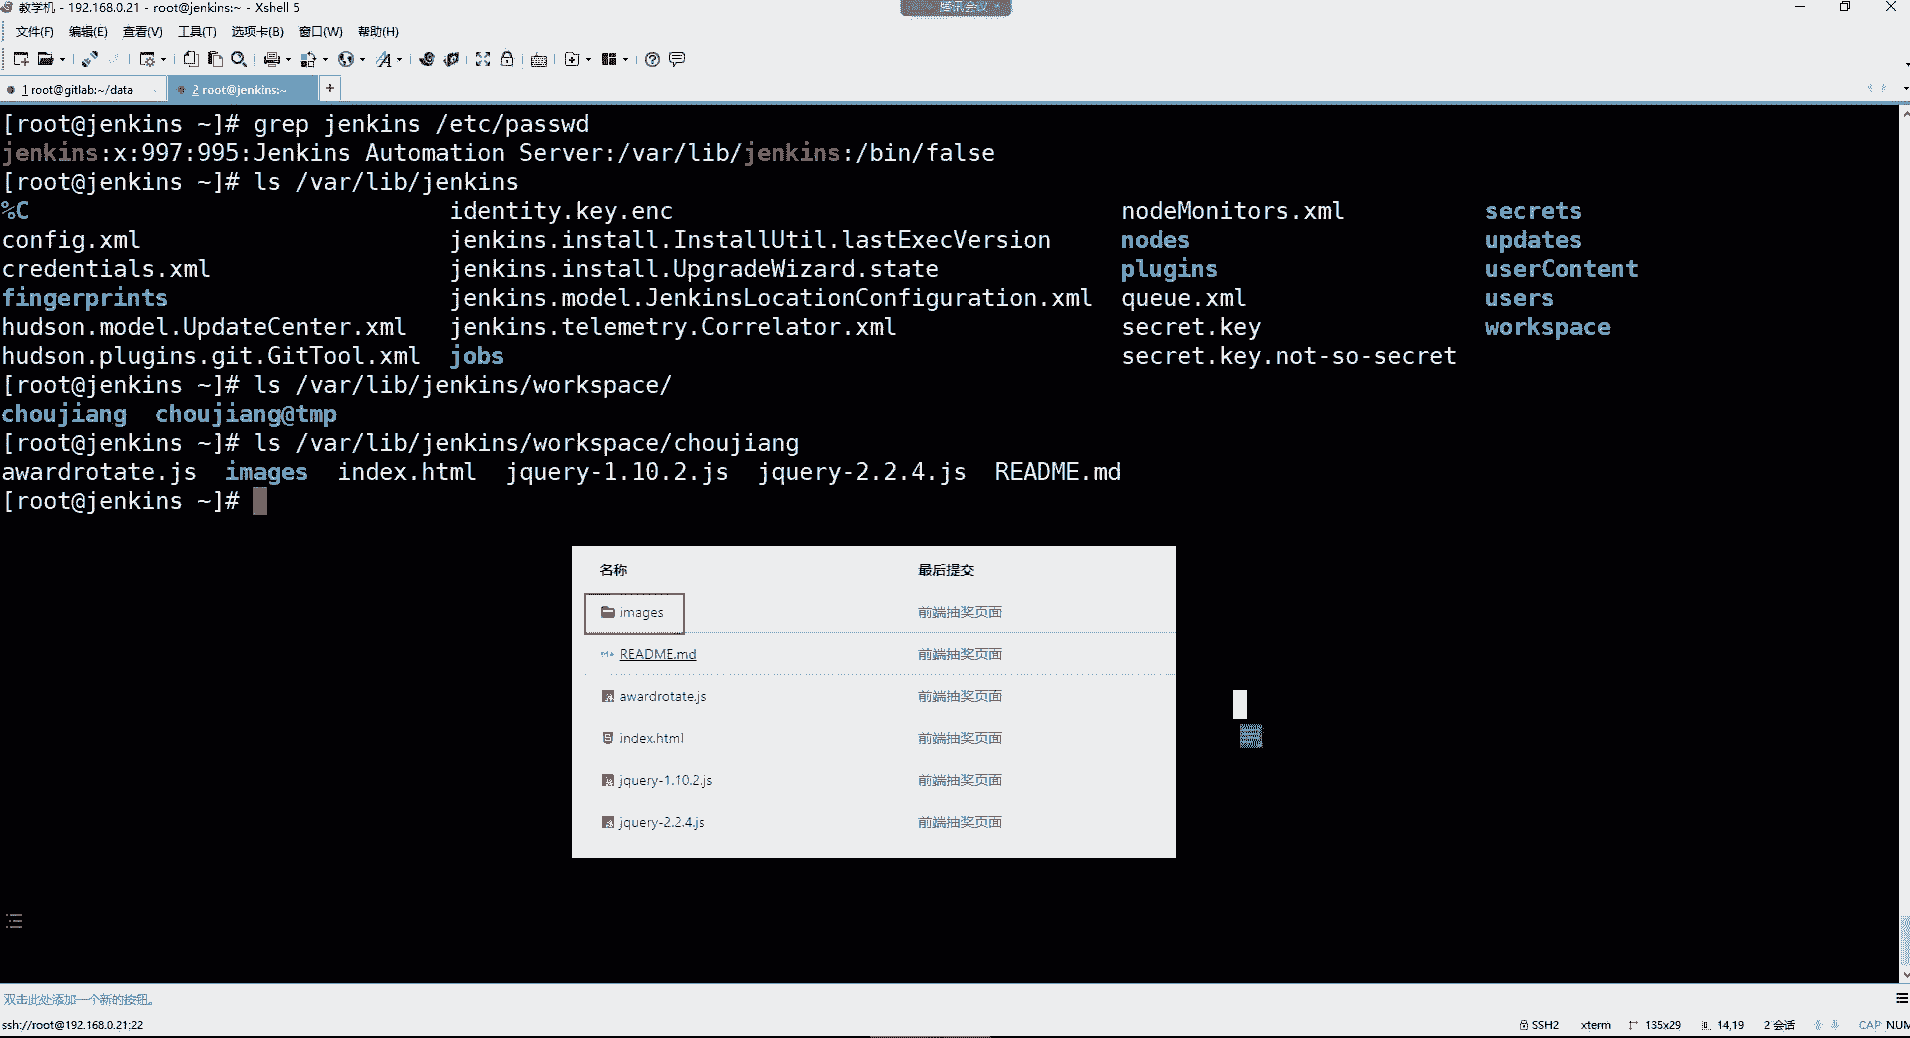 教学机 - 192.168.0.21 - root@jenkins:~ - Xshell 5
腾讯会议
文件(F) 编辑(E) 查看(V) 工具(T) 选项卡(B) 窗口(W) 帮助(H)
1 root@gitlab:~/data 2 root@jenkins:~ +
[root@jenkins ~]# grep jenkins /etc/passwd
jenkins:x:997:995:Jenkins Automation Server:/var/lib/jenkins:/bin/false
[root@jenkins ~]# ls /var/lib/jenkins
%C identity.key.enc nodeMonitors.xml secrets
config.xml jenkins.install.InstallUtil.lastExecVersion nodes updates
credentials.xml jenkins.install.UpgradeWizard.state plugins userContent
fingerprints jenkins.model.JenkinsLocationConfiguration.xml queue.xml users
hudson.model.UpdateCenter.xml jenkins.telemetry.Correlator.xml secret.key workspace
hudson.plugins.git.GitTool.xml jobs secret.key.not-so-secret
[root@jenkins ~]# ls /var/lib/jenkins/workspace/
choujiang choujiang@tmp
[root@jenkins ~]# ls /var/lib/jenkins/workspace/choujiang
awardrotate.js images index.html jquery-1.10.2.js jquery-2.2.4.js README.md
[root@jenkins ~]#
名称 最后提交
images 前端抽奖页面
README.md 前端抽奖页面
awardrotate.js 前端抽奖页面
index.html 前端抽奖页面
jquery-1.10.2.js 前端抽奖页面
jquery-2.2.4.js 前端抽奖页面
双击此处添加一个新的按钮。
ssh://root@192.168.0.21:22 SSH2 xterm 135x29 14,19 2 会话 CAP NUM